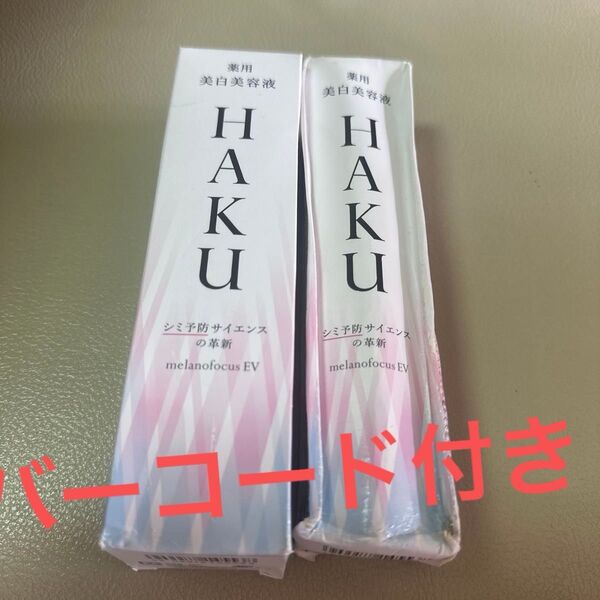 薬用
美白美容液
HAKU
シミ予防サイエンス
の革新
melanofocus EV
薬用
美白美容液
HAKU
シミ予防サイエンス
の革新
melanofocus EV
バーコード付き